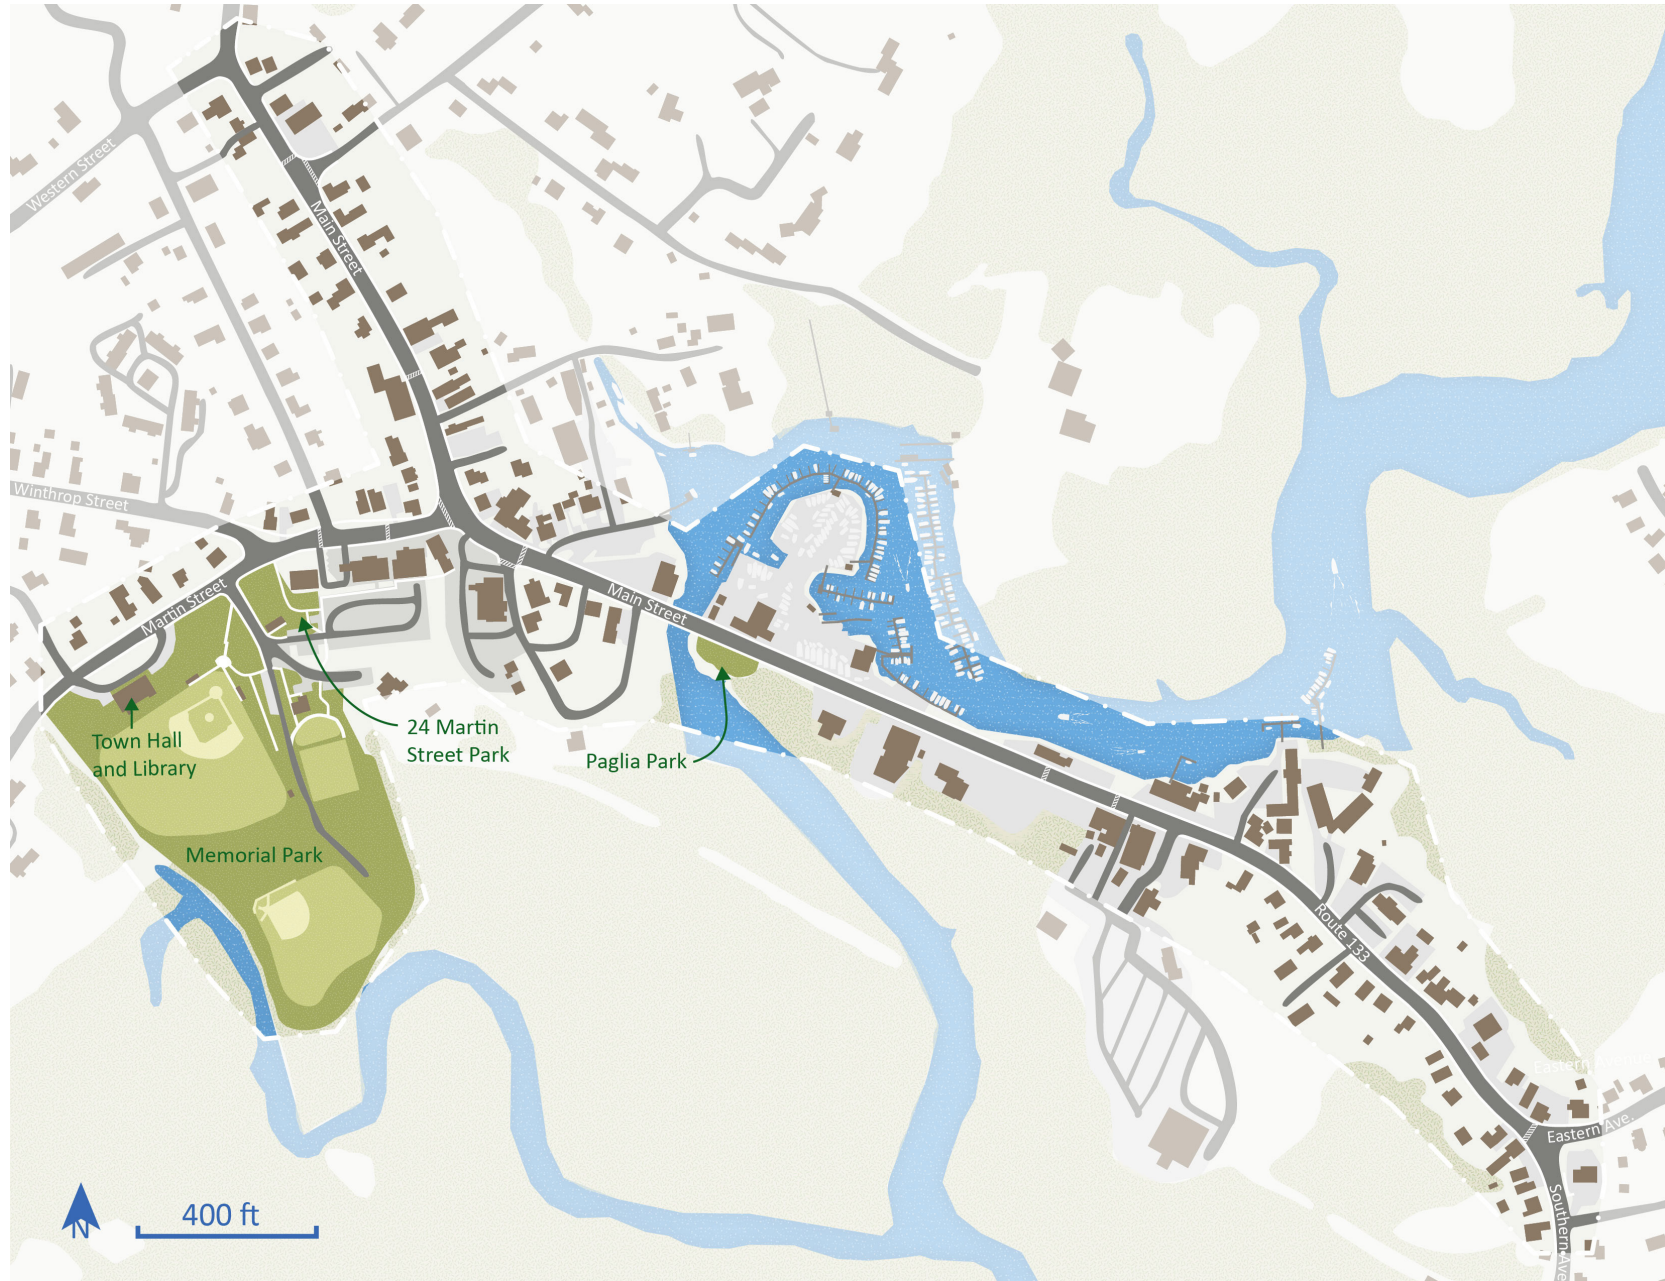 Western Street
Main Street
Winthrop Street
Martin Street
Main Street
24 Martin
Street Park
Town Hall
and Library
Paglia Park
Memorial Park
Route 133
Eastern Ave.
Southern Ave
N
400 ft